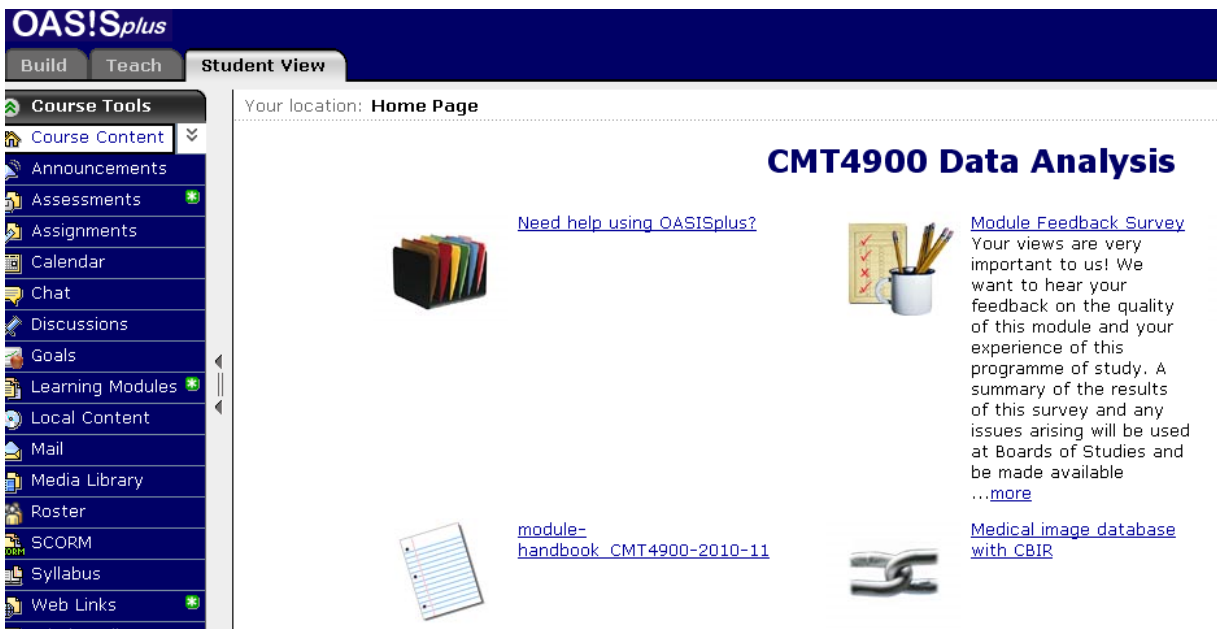 OAS!Splus
Build Teach Student View
Course Tools
Course Content
Announcements
Assessments
Assignments
Calendar
Chat
Discussions
Goals
Learning Modules
Local Content
Mail
Media Library
Roster
SCORM
Syllabus
Web Links
Your location: Home Page
CMT4900 Data Analysis
Need help using OASISplus?
Module Feedback Survey
Your views are very
important to us! We
want to hear your
feedback on the quality
of this module and your
experience of this
programme of study. A
summary of the results
of this survey and any
issues arising will be used
at Boards of Studies and
be made available
...more
module-
handbook_CMT4900-2010-11
Medical image database
with CBIR